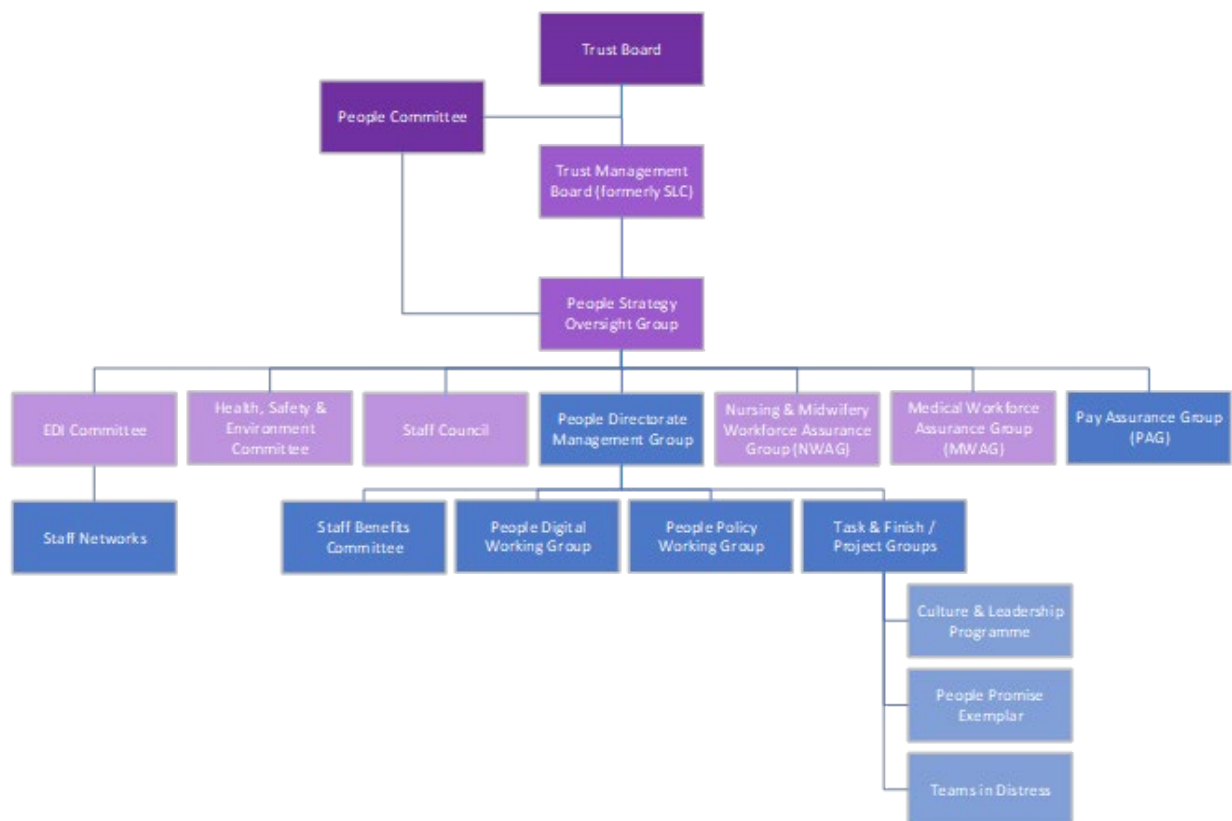 Trust Board
People Committee
Trust Management
Board (formerly SLC)
People Strategy
Oversight Group
EDI Committee
Health, Safety &
Environment
Committee
Staff Council
People Directorate
Management Group
Nursing & Midwifery
Workforce Assurance
Group (NWAG)
Medical Workforce
Assurance Group
(MWAG)
Pay Assurance Group
(PAG)
Staff Networks
Staff Benefits
Committee
People Digital
Working Group
People Policy
Working Group
Task & Finish /
Project Groups
Culture & Leadership
Programme
People Promise
Exemplar
Teams in Distress